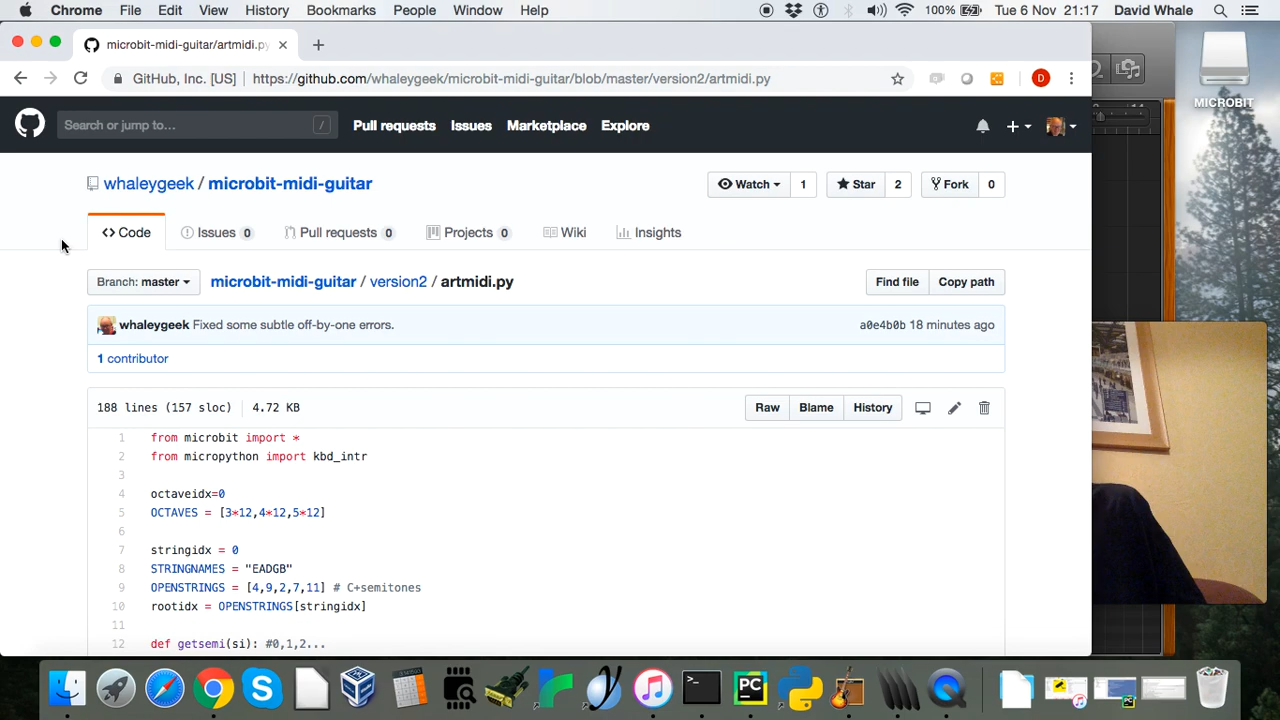 Chrome File Edit View History Bookmarks People Window Help 100% Tue 6 Nov 21:17 David Whale
microbit-midi-guitar/artmidi.py
GitHub, Inc. [US] https://github.com/whaleygeek/microbit-midi-guitar/blob/master/version2/artmidi.py D
MICROBIT
Search or jump to... / Pull requests Issues Marketplace Explore
whaleygeek / microbit-midi-guitar Watch 1 Star 2 Fork 0
<> Code Issues 0 Pull requests 0 Projects 0 Wiki Insights
Branch: master microbit-midi-guitar / version2 / artmidi.py Find file Copy path
whaleygeek Fixed some subtle off-by-one errors. a0e4b0b 18 minutes ago
1 contributor
188 lines (157 sloc) 4.72 KB Raw Blame History
1 from microbit import *
2 from micropython import kbd_intr
3
4 octaveidx=0
5 OCTAVES = [3*12,4*12,5*12]
6
7 stringidx = 0
8 STRINGNAMES = "EADGB"
9 OPENSTRINGS = [4,9,2,7,11] # C+semitones
10 rootidx = OPENSTRINGS[stringidx]
11
12 def getsemi(si): #0,1,2...
PC